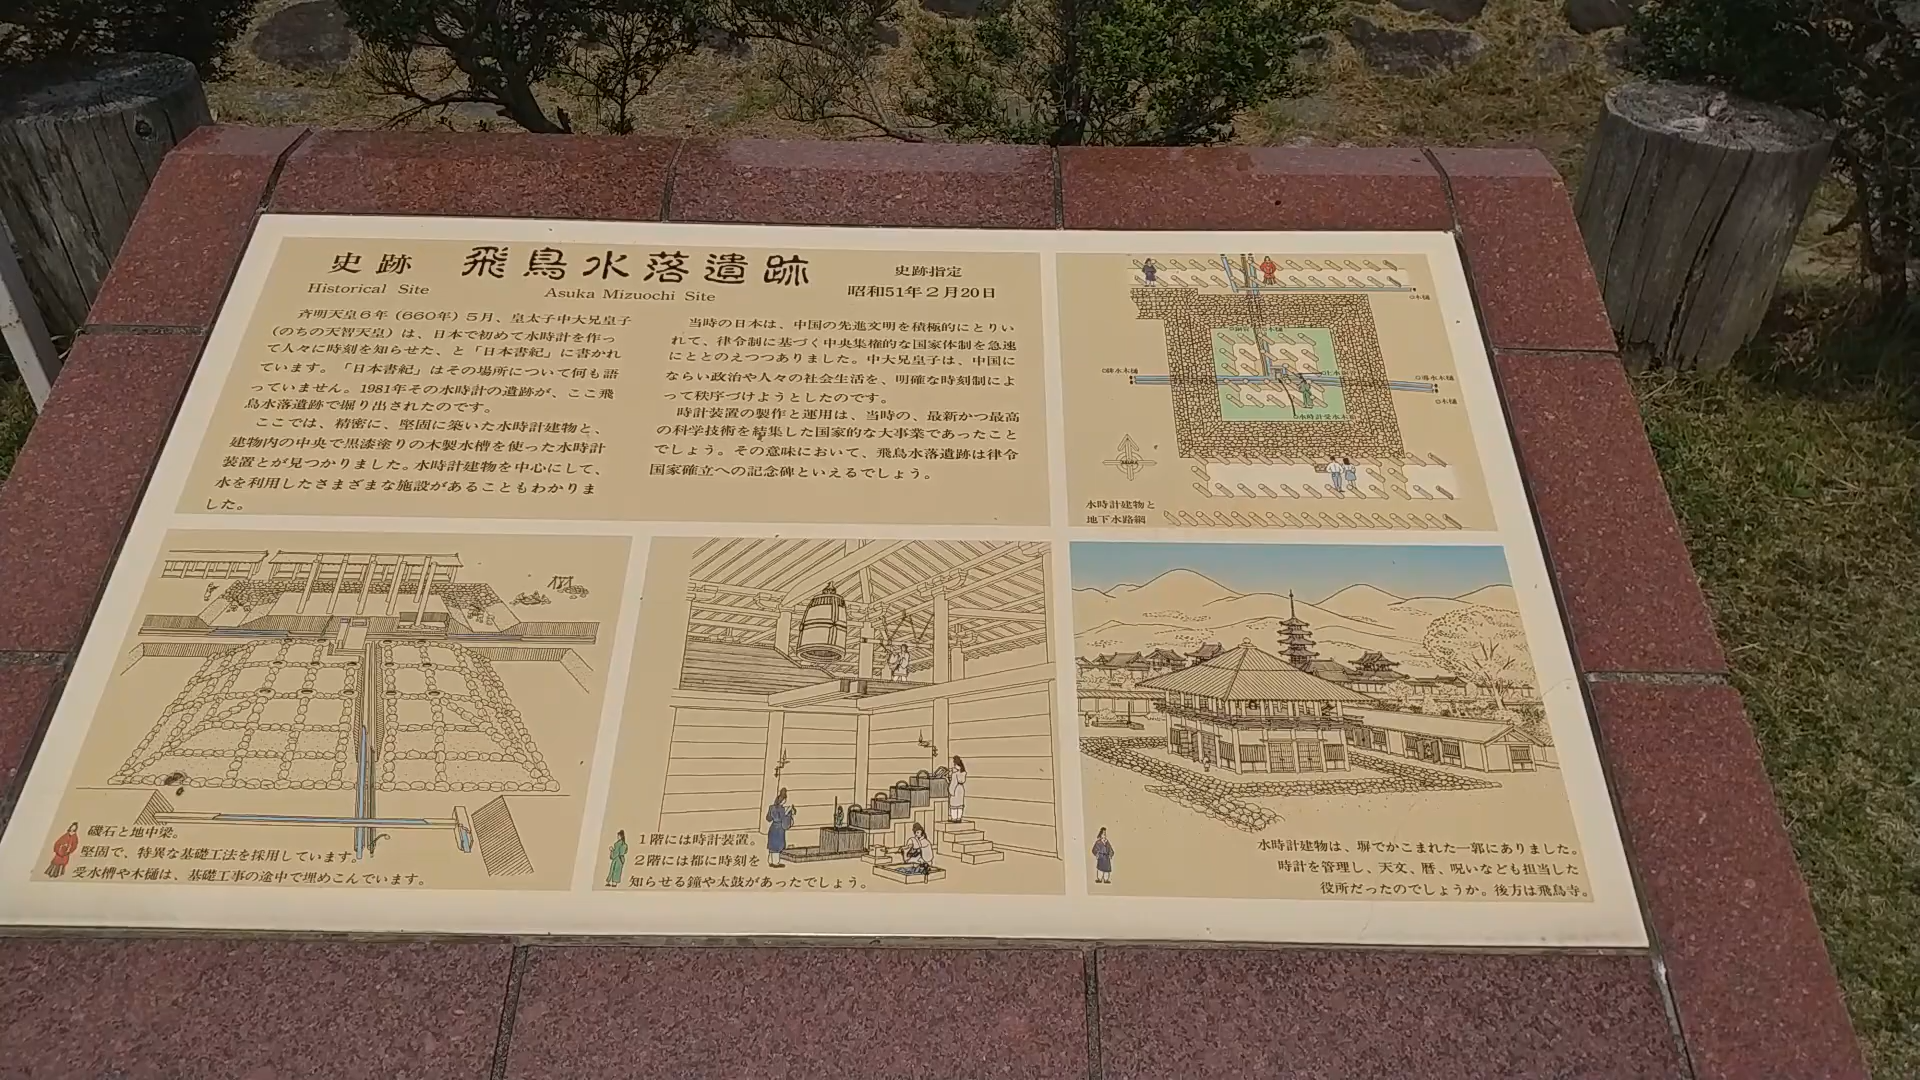 史跡 飛鳥水落遺跡 史跡指定
Historical Site Asuka Mizuochi Site 昭和51年2月20日
斉明天皇6年(660年)5月、皇太子中大兄皇子
(のちの天智天皇)は、日本で初めて水時計を作っ
て人々に時刻を知らせた、と「日本書紀」に書かれ
ています。「日本書紀」はその場所について何も語
っていません。1981年その水時計の遺跡が、ここ飛
鳥水落遺跡で堀り出されたのです。
ここでは、精密に、堅固に築いた水時計建物と、
建物内の中央で黒漆塗りの木製水槽を使った水時計
装置とが見つかりました。水時計建物を中心にして、
水を利用したさまざまな施設があることもわかりま
した。
当時の日本は、中国の先進文明を積極的にとりい
れて、律令制に基づく中央集権的な国家体制を急速
にととのえつつありました。中大兄皇子は、中国に
ならい政治や人々の社会生活を、明確な時刻制によ
って秩序づけようとしたのです。
時計装置の製作と運用は、当時の、最新かつ最高
の科学技術を結集した国家的な大事業であったこと
でしょう。その意味において、飛鳥水落遺跡は律令
国家確立への記念碑といえるでしょう。
木樋
木樋
水時計建物と
地下水路網
礎石と地中梁。
堅固で、特異な基礎工法を採用しています。
受水槽や木樋は、基礎工事の途中で埋めこんでいます。
1階には時計装置。
2階には都に時刻を
知らせる鐘や太鼓があったでしょう。
水時計建物は、塀でかこまれた一郭にありました。
時計を管理し、天文、暦、呪いなども担当した
役所だったのでしょうか。後方は飛鳥寺。